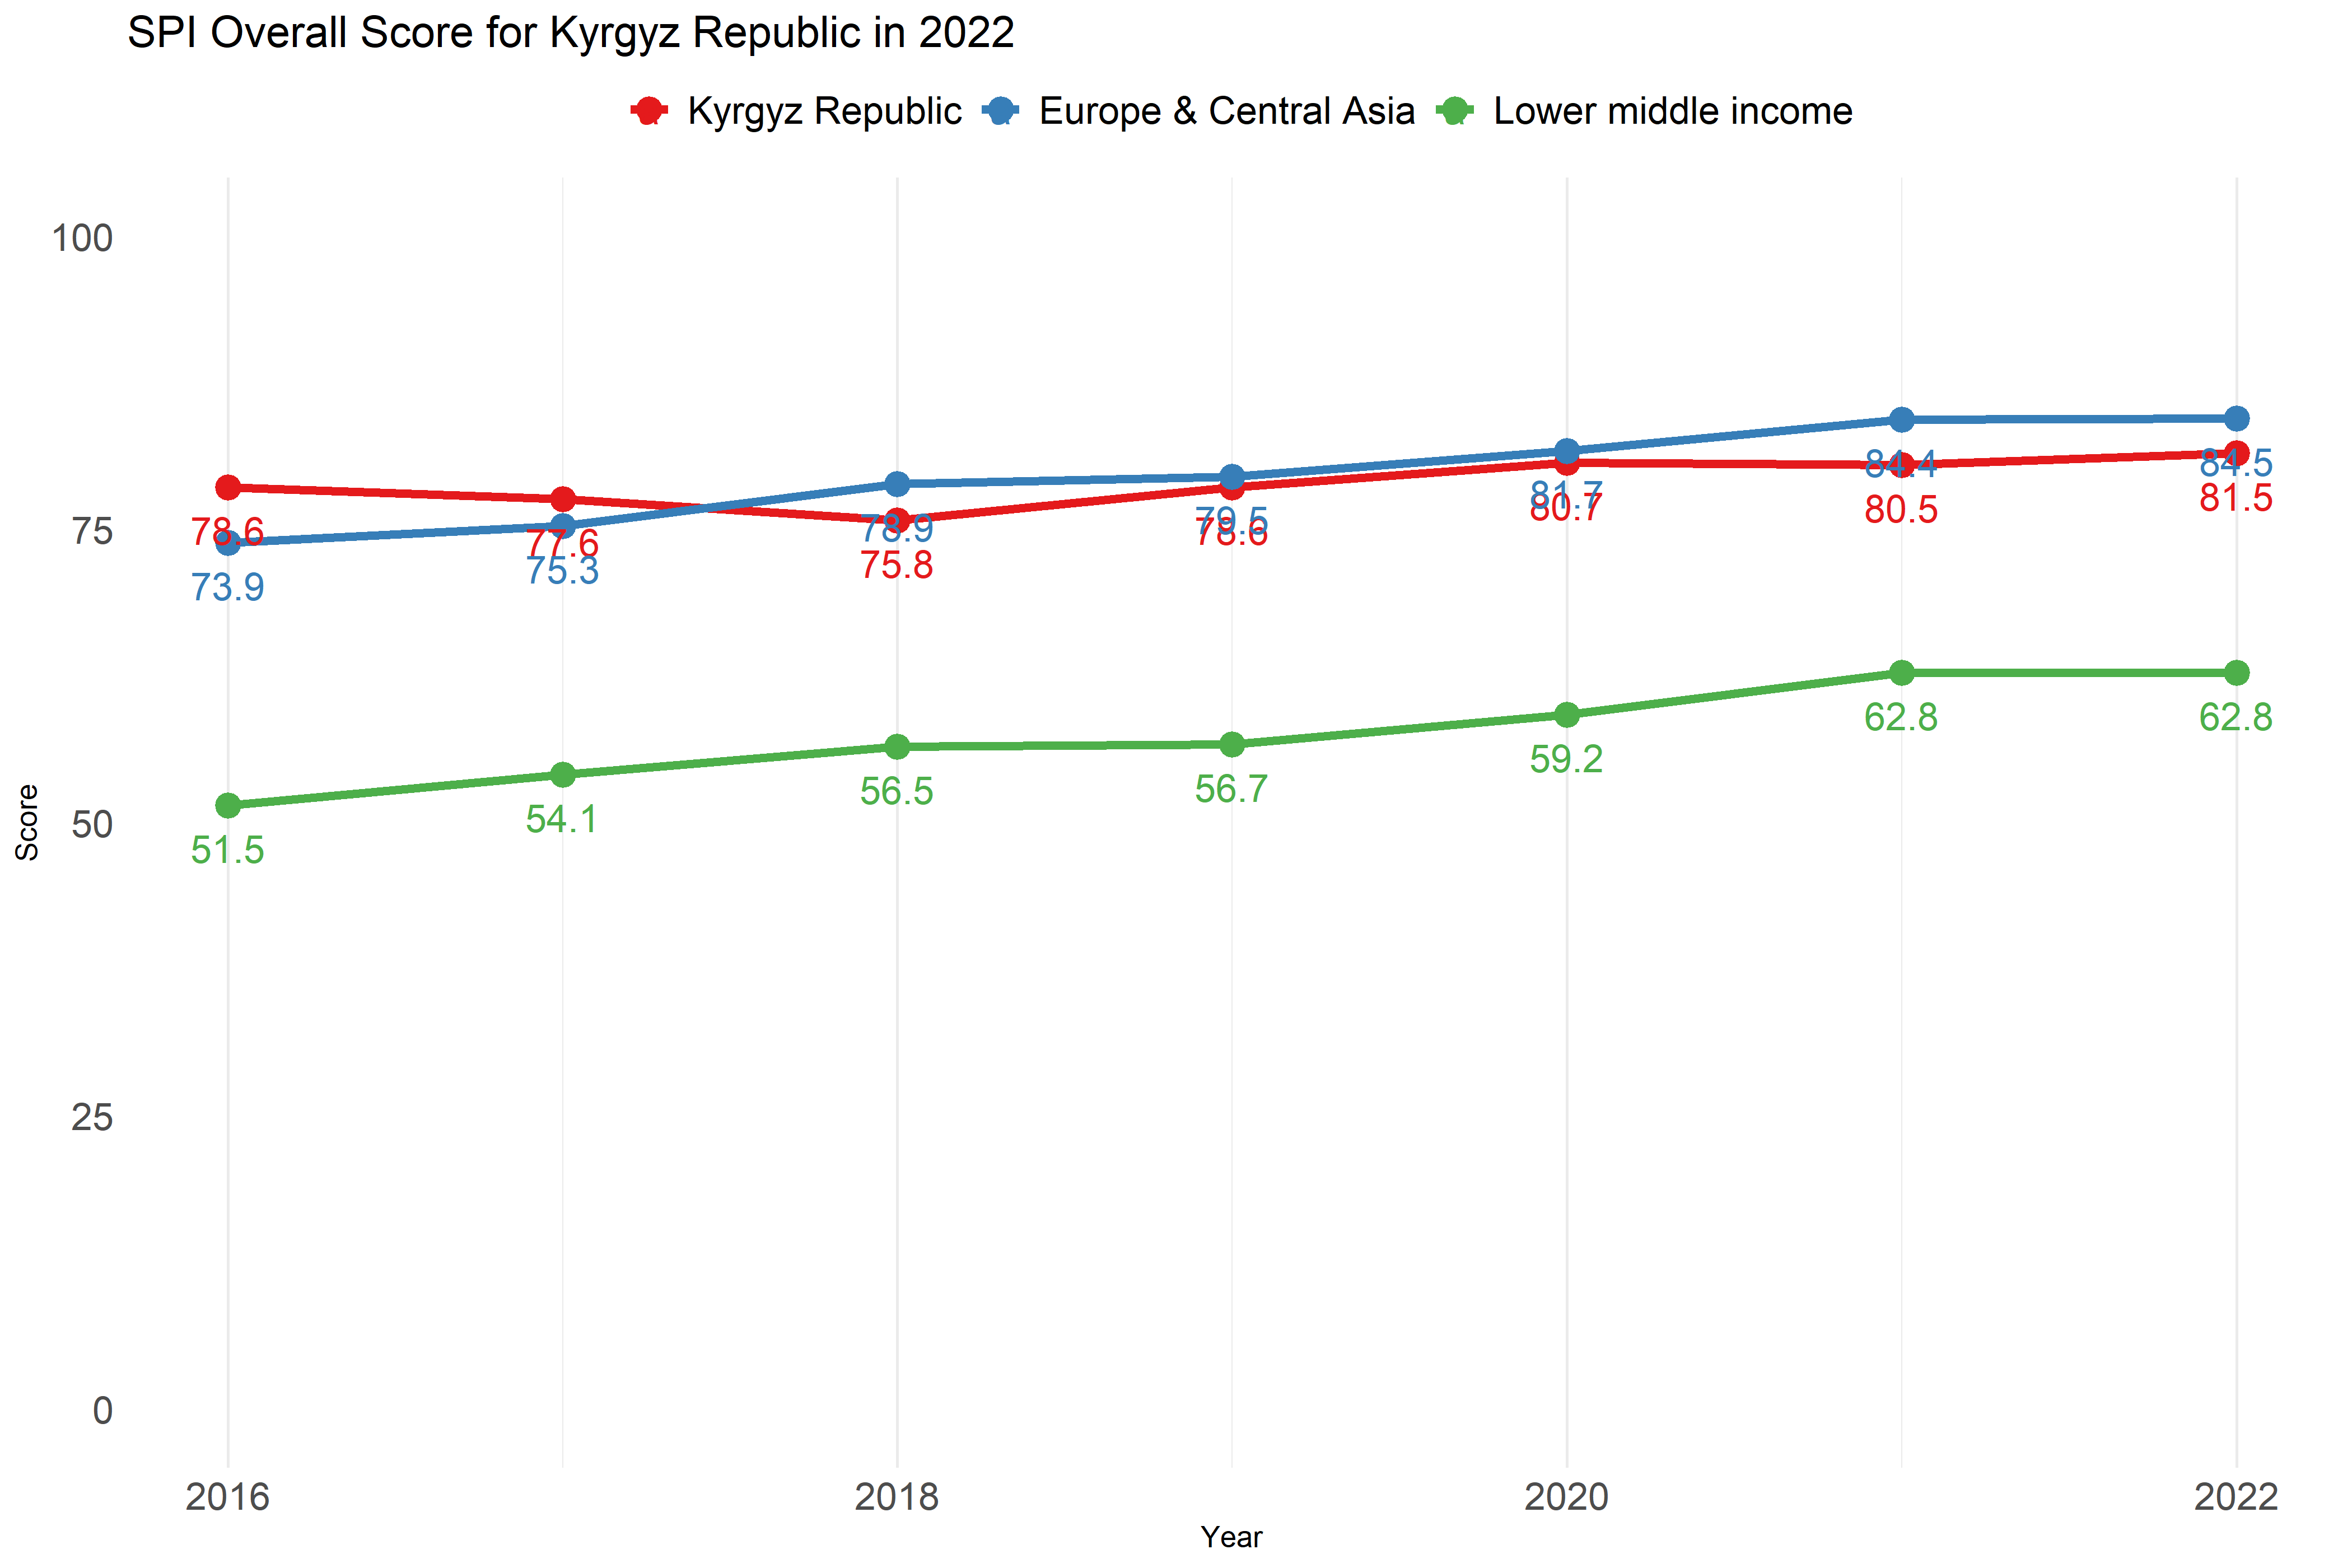 SPI Overall Score for Kyrgyz Republic in 2022
Kyrgyz Republic Europe & Central Asia Lower middle income
100
75
50
25
0
Score
78.6 77.6 75.8 78.6 80.7 80.5 81.5
73.9 75.3 78.9 79.5 81.7 84.4 84.5
51.5 54.1 56.5 56.7 59.2 62.8 62.8
2016 2018 2020 2022
Year